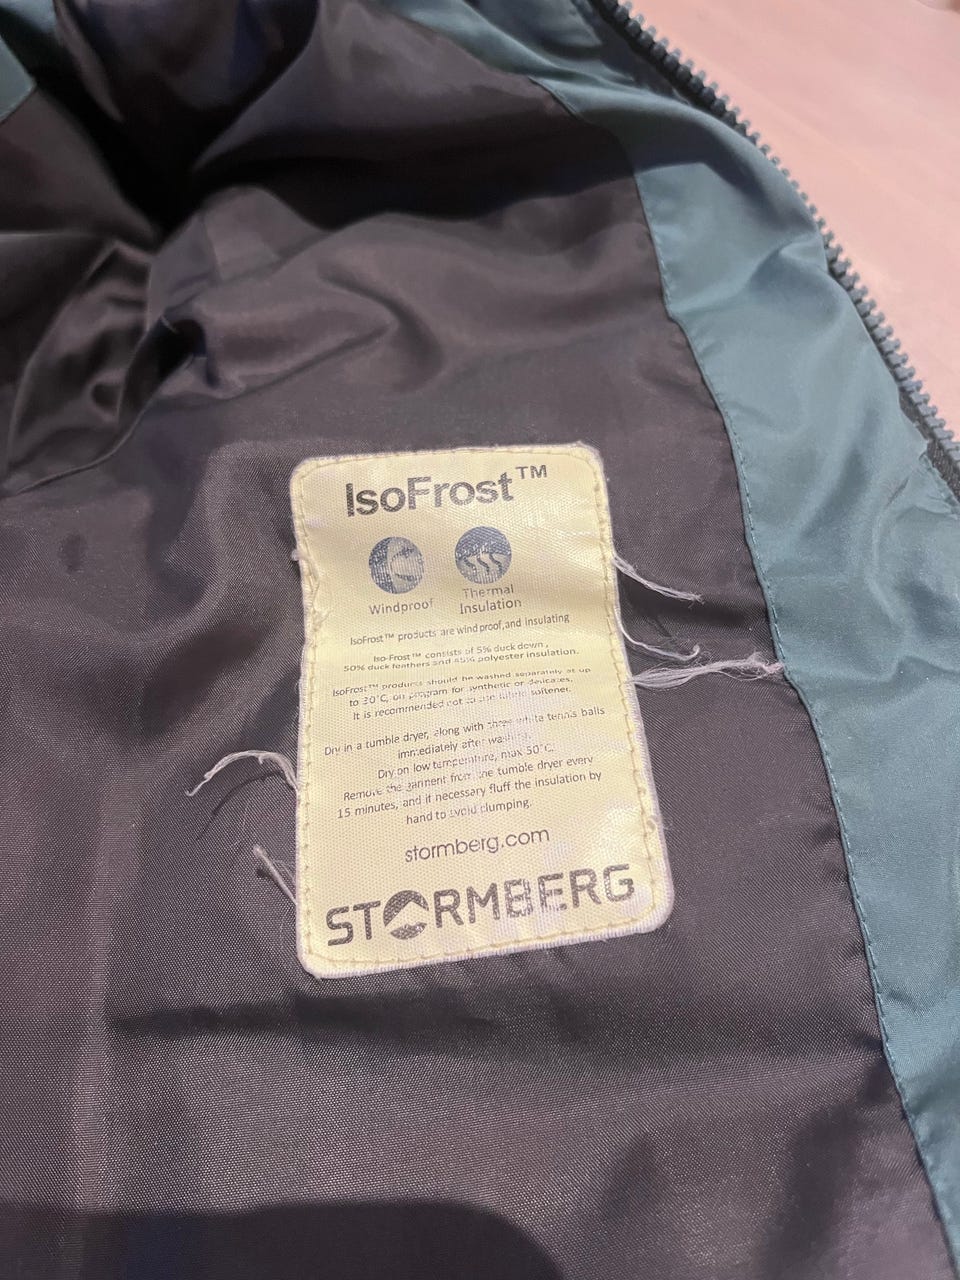 IsoFrost™
Windproof
Thermal
Insulation
IsoFrost™ products are windproof, and insulating
Iso-Frost™ consists of 5% duck down,
50% duck feathers and 45% polyester insulation.
IsoFrost™ products should be washed separately at up
to 30°C, on program for synthetic or delicates,
It is recommended not to use fabric softener.
Dry in a tumble dryer, along with three white tennis balls
immediately after washing.
Dry on low temperature, max 50°C.
Remove the garment from the tumble dryer every
15 minutes, and if necessary fluff the insulation by
hand to avoid clumping.
stormberg.com
STORMBERG